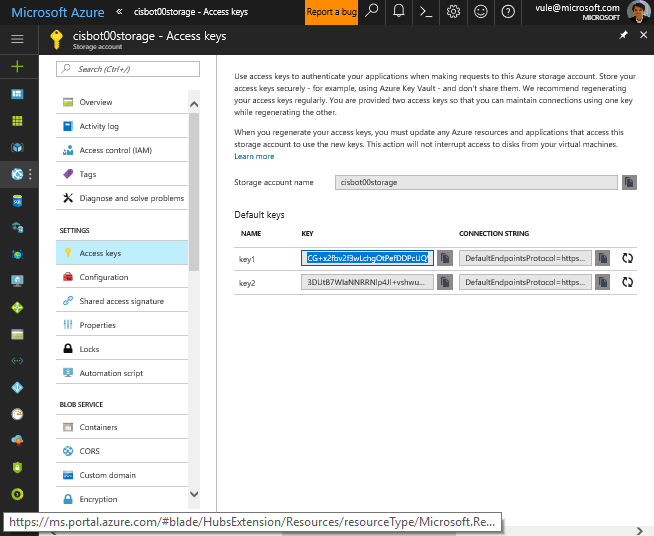 Microsoft Azure
cisbot00storage - Access keys
Report a bug
vule@microsoft.com
MICROSOFT
cisbot00storage - Access keys
Storage account
Search (Ctrl+/)
Overview
Activity log
Access control (IAM)
Tags
Diagnose and solve problems
SETTINGS
Access keys
Configuration
Shared access signature
Properties
Locks
Automation script
BLOB SERVICE
Containers
CORS
Custom domain
Encryption
Use access keys to authenticate your applications when making requests to this Azure storage account. Store your
access keys securely - for example, using Azure Key Vault - and don't share them. We recommend regenerating
your access keys regularly. You are provided two access keys so that you can maintain connections using one key
while regenerating the other.
When you regenerate your access keys, you must update any Azure resources and applications that access this
storage account to use the new keys. This action will not interrupt access to disks from your virtual machines.
Learn more
Storage account name
cisbot00storage
Default keys
NAME KEY CONNECTION STRING
key1 DefaultEndpointsProtocol=https...
key2 DefaultEndpointsProtocol=https...
https://ms.portal.azure.com/#blade/HubsExtension/Resources/resourceType/Microsoft.Re...